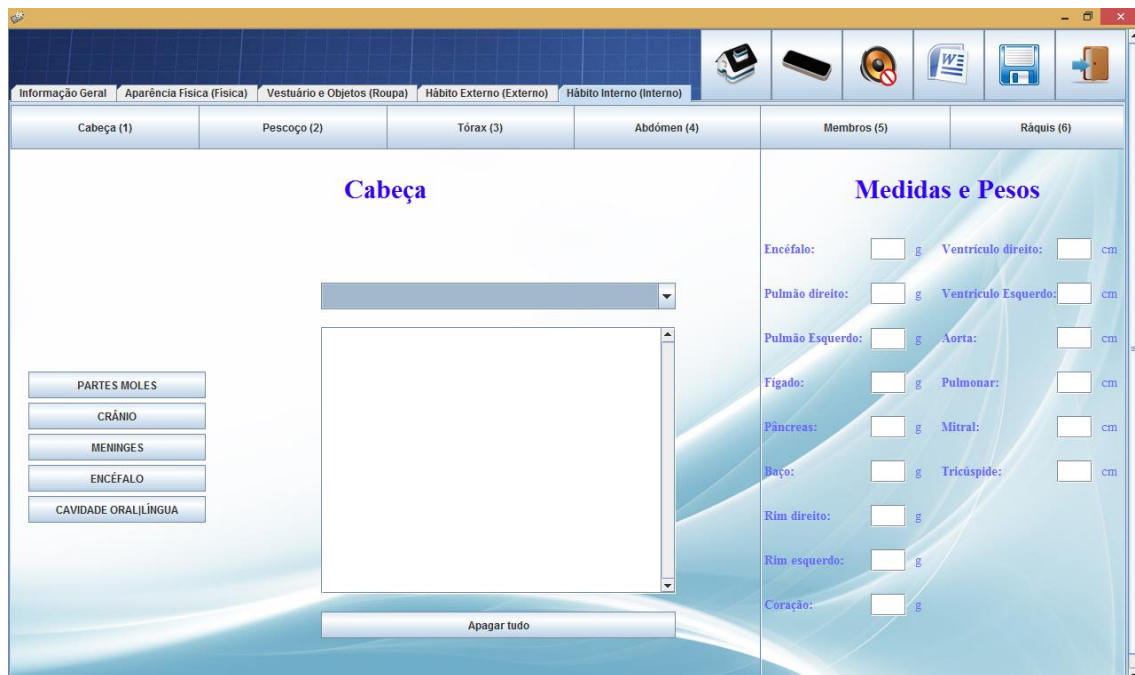 Informação Geral
Aparência Física (Física)
Vestuário e Objetos (Roupa)
Hábito Externo (Externo)
Hábito Interno (Interno)
W
Cabeça (1)
Pescoço (2)
Tórax (3)
Abdómen (4)
Membros (5)
Ráquis (6)
Cabeça
PARTES MOLES
CRÂNIO
MENINGES
ENCÉFALO
CAVIDADE ORAL|LÍNGUA
Apagar tudo
Medidas e Pesos
Encéfalo: g Ventrículo direito: cm
Pulmão direito: g Ventrículo Esquerdo: cm
Pulmão Esquerdo: g Aorta: cm
Fígado: g Pulmonar: cm
Pâncreas: g Mitral: cm
Baço: g Tricúspide: cm
Rim direito: g
Rim esquerdo: g
Coração: g